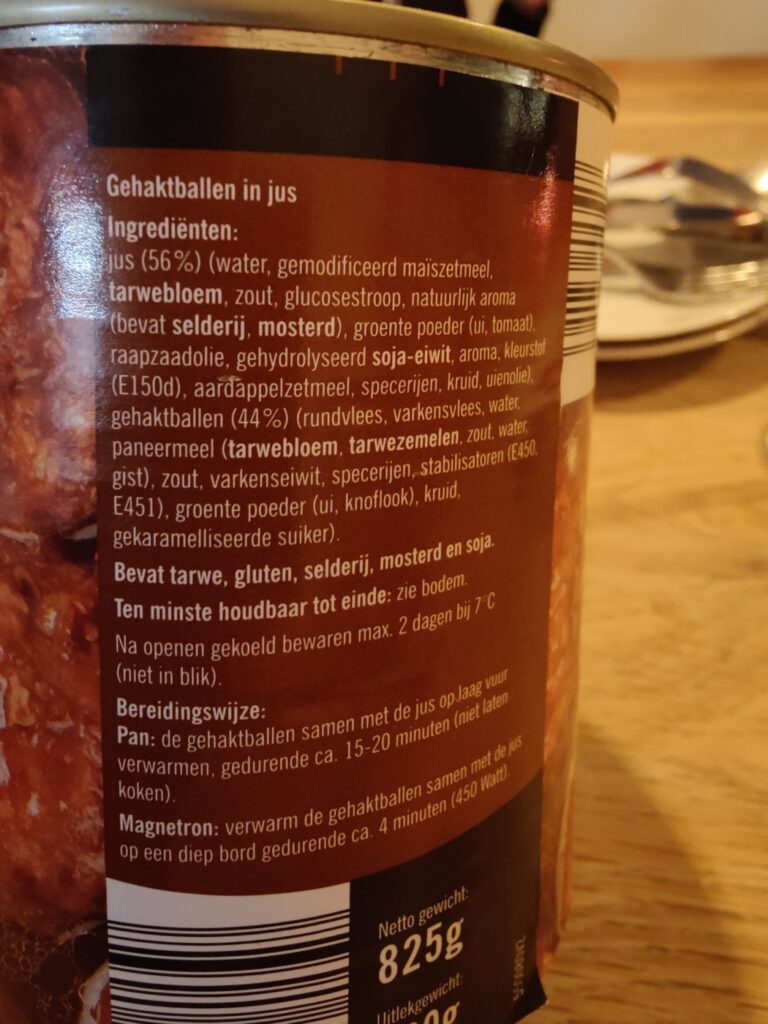 Gehaktballen in jus
Ingrediënten:
jus (56%) (water, gemodificeerd maïszetmeel,
tarwebloem, zout, glucosestroop, natuurlijk aroma
(bevat selderij, mosterd), groente poeder (ui, tomaat),
raapzaadolie, gehydrolyseerd soja-eiwit, aroma, kleurstof
(E150d), aardappelzetmeel, specerijen, kruid, uienolie),
gehaktballen (44%) (rundvlees, varkensvlees, water,
paneermeel (tarwebloem, tarwezemelen, zout, water,
gist), zout, varkenseiwit, specerijen, stabilisatoren (E450,
E451), groente poeder (ui, knoflook), kruid,
gekaramelliseerde suiker).
Bevat tarwe, gluten, selderij, mosterd en soja.
Ten minste houdbaar tot einde: zie bodem.
Na openen gekoeld bewaren max. 2 dagen bij 7°C
(niet in blik).
Bereidingswijze:
Pan: de gehaktballen samen met de jus op laag vuur
verwarmen, gedurende ca. 15-20 minuten (niet laten
koken).
Magnetron: verwarm de gehaktballen samen met de jus
op een diep bord gedurende ca. 4 minuten (450 Watt).
Netto gewicht:
825g
Uitlekgewicht: